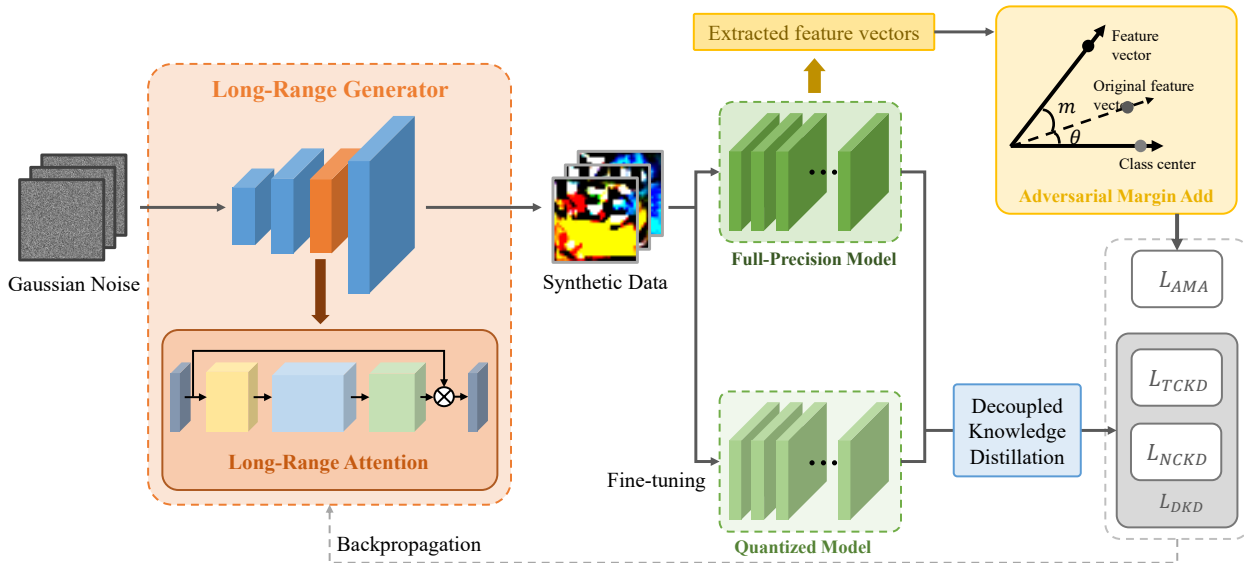 Extracted feature vectors
Feature
vector
Original feature
vector
m
θ
Class center
Adversarial Margin Add
Long-Range Generator
Gaussian Noise
Synthetic Data
Full-Precision Model
L_AMA
Long-Range Attention
Fine-tuning
Quantized Model
Decoupled
Knowledge
Distillation
L_TCKD
L_NCKD
L_DKD
Backpropagation